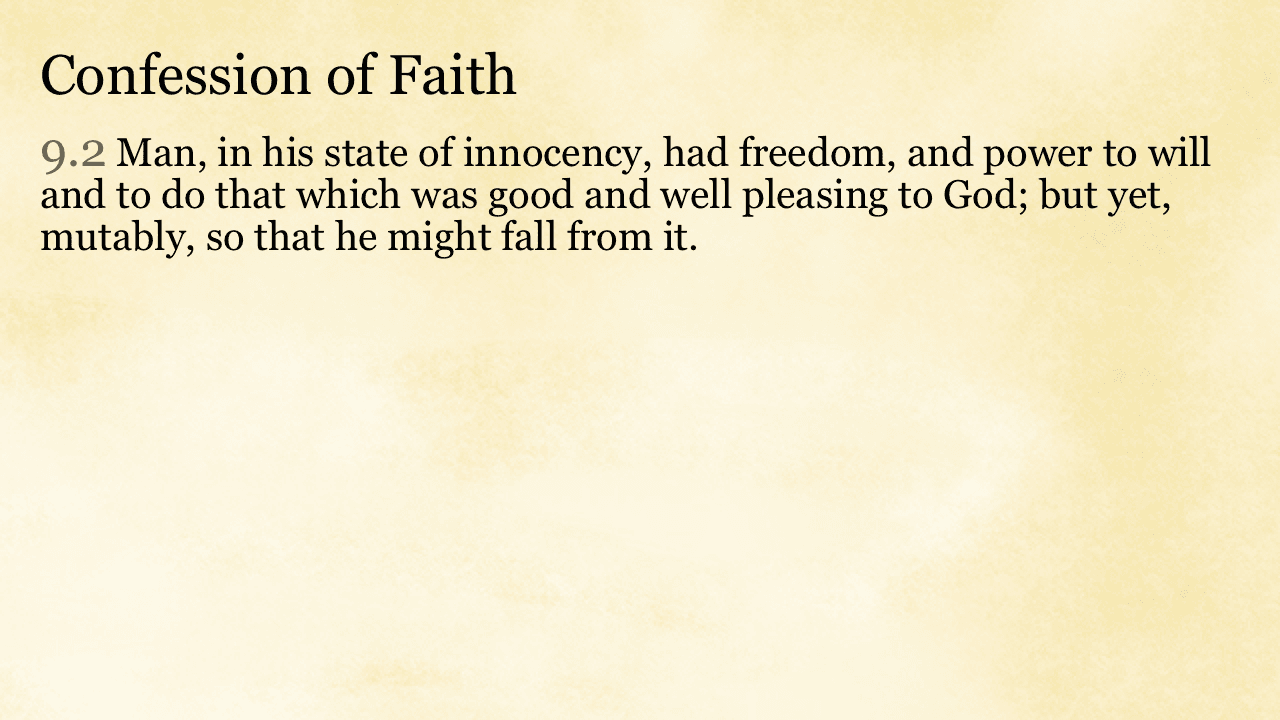 Confession of Faith
9.2 Man, in his state of innocency, had freedom, and power to will
and to do that which was good and well pleasing to God; but yet,
mutably, so that he might fall from it.